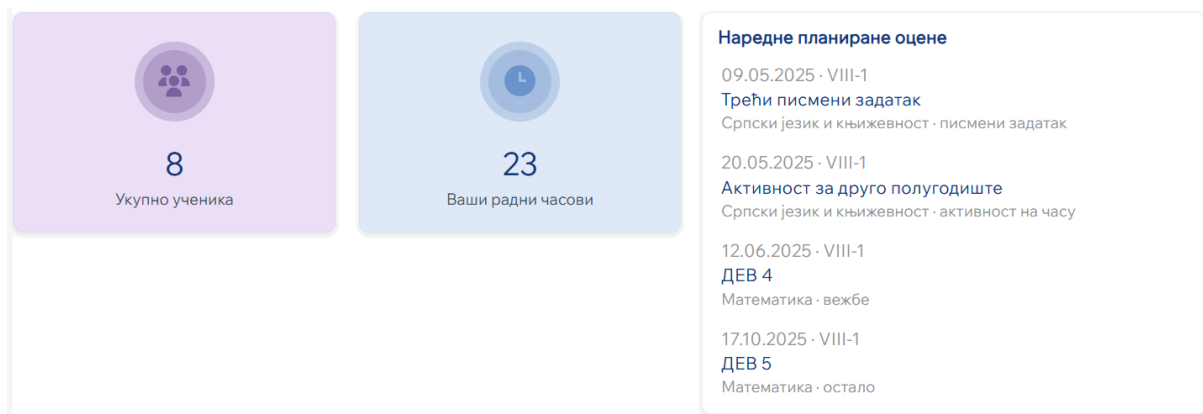 8
Укупно ученика
23
Ваши радни часови
Наредне планиране оцене
09.05.2025 · VIII-1
Трећи писмени задатак
Српски језик и књижевност · писмени задатак
20.05.2025 · VIII-1
Активност за друго полугодиште
Српски језик и књижевност · активност на часу
12.06.2025 · VIII-1
ДЕВ 4
Математика · вежбе
17.10.2025 · VIII-1
ДЕВ 5
Математика · остало